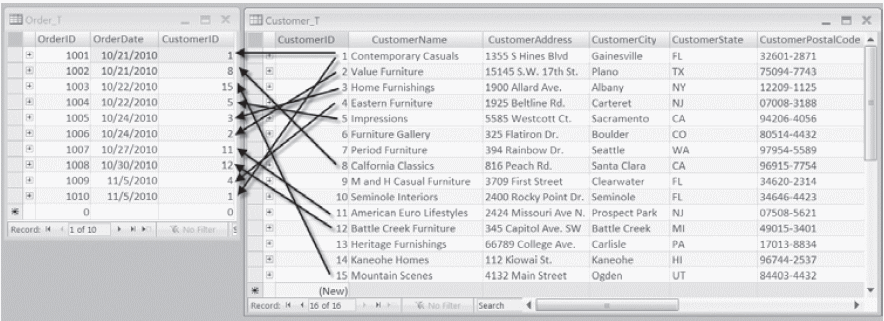 Order_T
OrderID OrderDate CustomerID
1001 10/21/2010 1
1002 10/21/2010 8
1003 10/22/2010 15
1004 10/22/2010 5
1005 10/24/2010 3
1006 10/24/2010 2
1007 10/27/2010 11
1008 10/30/2010 12
1009 11/5/2010 4
1010 11/5/2010 1
0 0
Record: 1 of 10 No Filter S
Customer_T
CustomerID CustomerName CustomerAddress CustomerCity CustomerState CustomerPostalCode
1 Contemporary Casuals 1355 S Hines Blvd Gainesville FL 32601-2871
2 Value Furniture 15145 S.W. 17th St. Plano TX 75094-7743
3 Home Furnishings 1900 Allard Ave. Albany NY 12209-1125
4 Eastern Furniture 1925 Beltline Rd. Carteret NJ 07008-3188
5 Impressions 5585 Westcott Ct. Sacramento CA 94206-4056
6 Furniture Gallery 325 Flatiron Dr. Boulder CO 80514-4432
7 Period Furniture 394 Rainbow Dr. Seattle WA 97954-5589
8 Calfornia Classics 816 Peach Rd. Santa Clara CA 96915-7754
9 M and H Casual Furniture 3709 First Street Clearwater FL 34620-2314
10 Seminole Interiors 2400 Rocky Point Dr. Seminole FL 34646-4423
11 American Euro Lifestyles 2424 Missouri Ave N. Prospect Park NJ 07508-5621
12 Battle Creek Furniture 345 Capitol Ave. SW Battle Creek MI 49015-3401
13 Heritage Furnishings 66789 College Ave. Carlisle PA 17013-8834
14 Kaneohe Homes 112 Kiowai St. Kaneohe HI 96744-2537
15 Mountain Scenes 4132 Main Street Ogden UT 84403-4432
(New)
Record: 16 of 16 No Filter Search